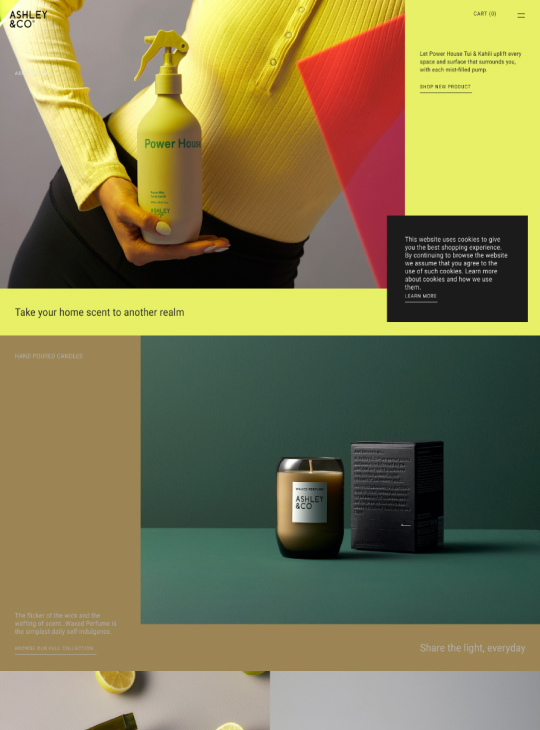 ASHLEY
&CO
CART (0)
Let Power House Tui & Kahili uplift every
space and surface that surrounds you,
with each mist-filled pump.
SHOP NEW PRODUCT
Power House
ASHLEY
This website uses cookies to give
you the best shopping experience.
By continuing to browse the website
we assume that you agree to the
use of such cookies. Learn more
about cookies and how we use
them.
LEARN MORE
Take your home scent to another realm
HAND POURED CANDLES
WAXED PERFUME
ASHLEY
&CO
The flicker of the wick and the
wafting of scent, Waxed Perfume is
the simplest daily self-indulgence.
BROWSE OUR FULL COLLECTION
Share the light, everyday